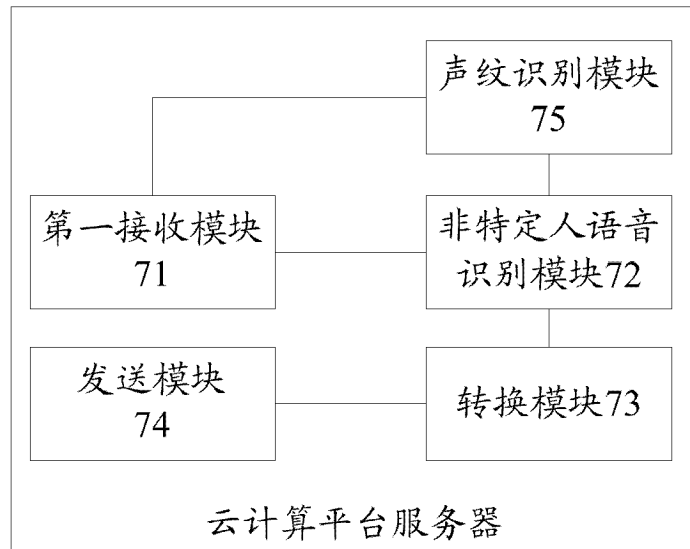 声纹识别模块
75
第一接收模块
71
非特定人语音
识别模块72
发送模块
74
转换模块73
云计算平台服务器